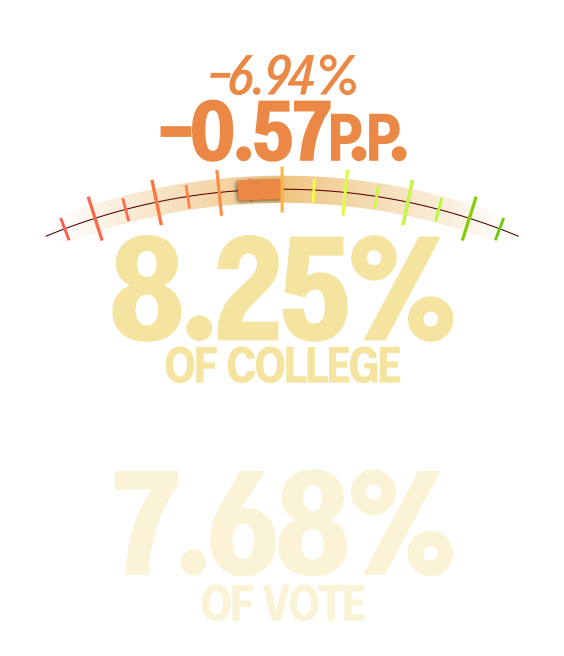 –6.94%
–0.57P.P.
8.25%
OF COLLEGE
7.68%
OF VOTE